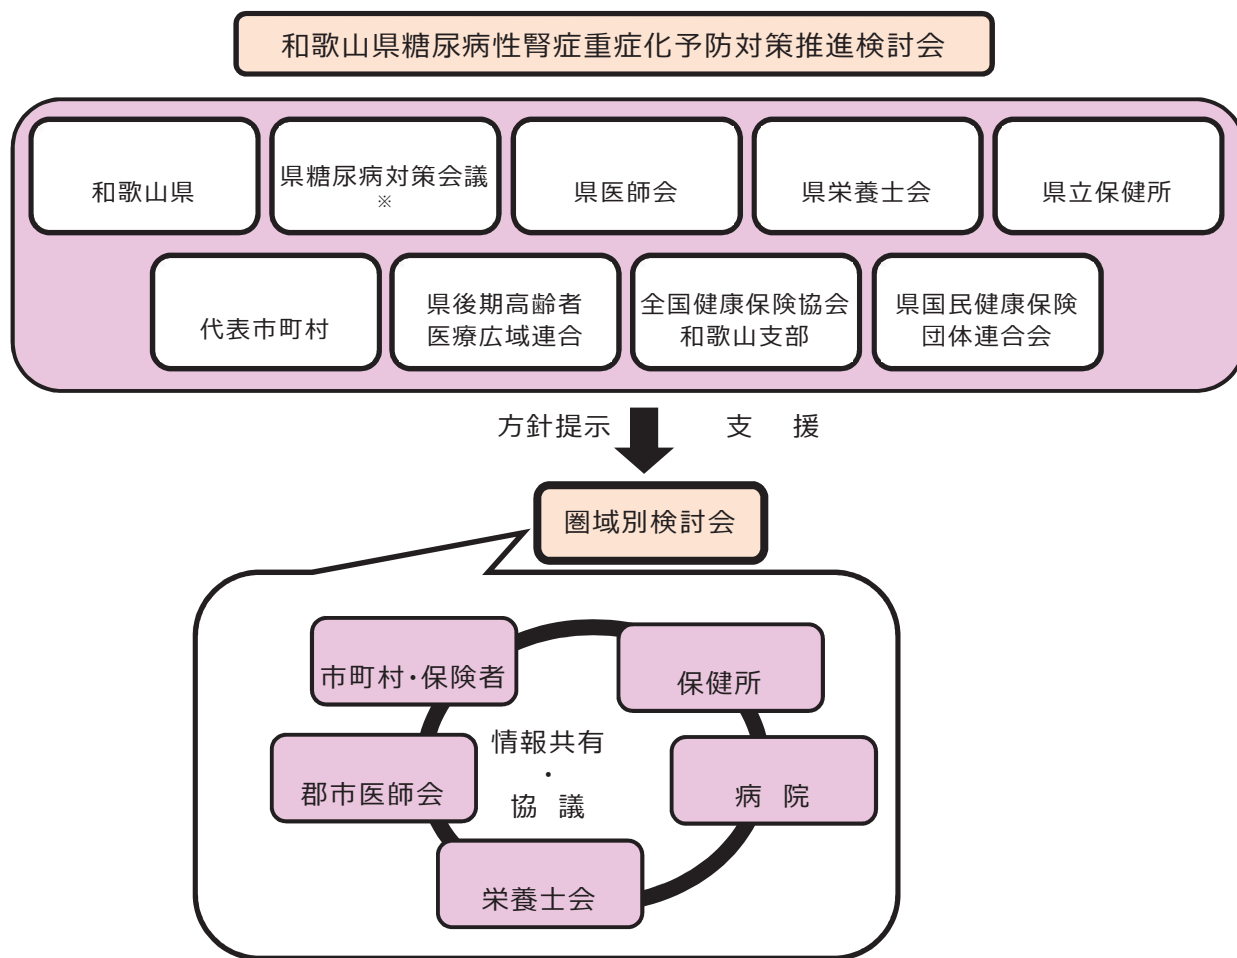 和歌山県糖尿病性腎症重症化予防対策推進検討会
和歌山県
県糖尿病対策会議
※
県医師会
県栄養士会
県立保健所
代表市町村
県後期高齢者
医療広域連合
全国健康保険協会
和歌山支部
県国民健康保険
団体連合会
方針提示
支　援
圏域別検討会
市町村・保険者
保健所
情報共有
・
協　議
郡市医師会
病　院
栄養士会